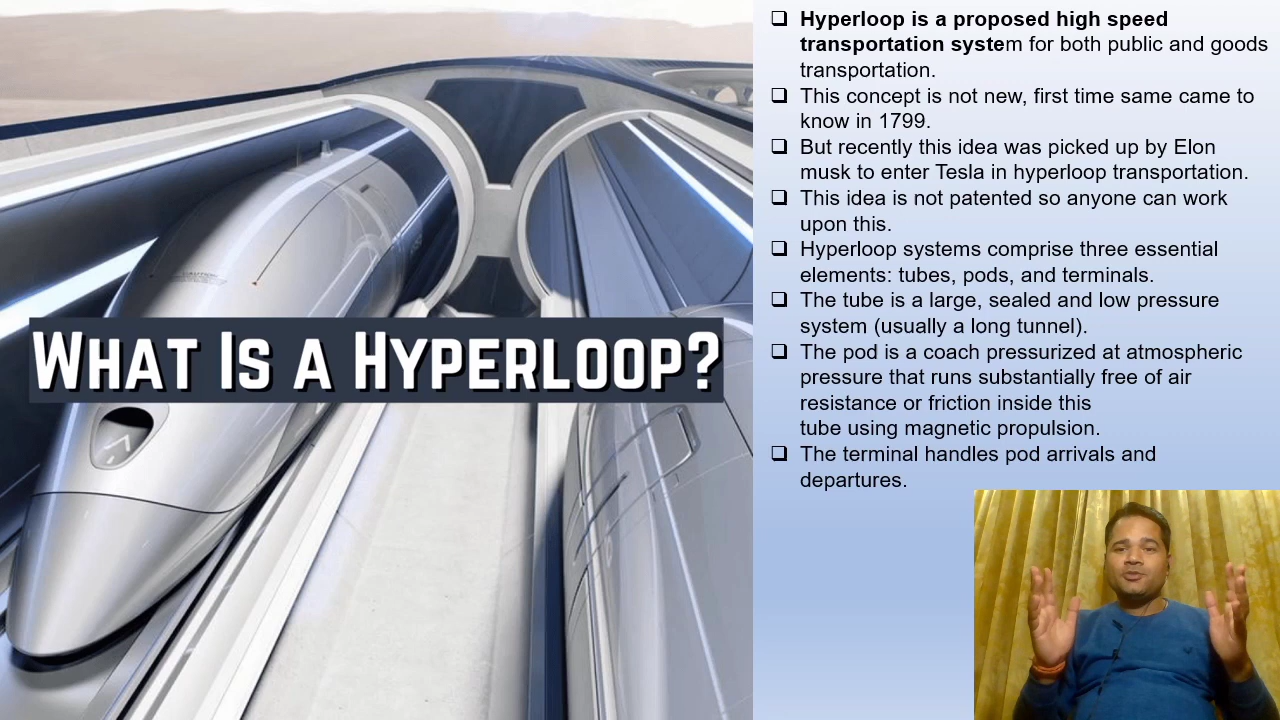 What Is a Hyperloop?
❑ Hyperloop is a proposed high speed
transportation system for both public and goods
transportation.
❑ This concept is not new, first time same came to
know in 1799.
❑ But recently this idea was picked up by Elon
musk to enter Tesla in hyperloop transportation.
❑ This idea is not patented so anyone can work
upon this.
❑ Hyperloop systems comprise three essential
elements: tubes, pods, and terminals.
❑ The tube is a large, sealed and low pressure
system (usually a long tunnel).
❑ The pod is a coach pressurized at atmospheric
pressure that runs substantially free of air
resistance or friction inside this
tube using magnetic propulsion.
❑ The terminal handles pod arrivals and
departures.